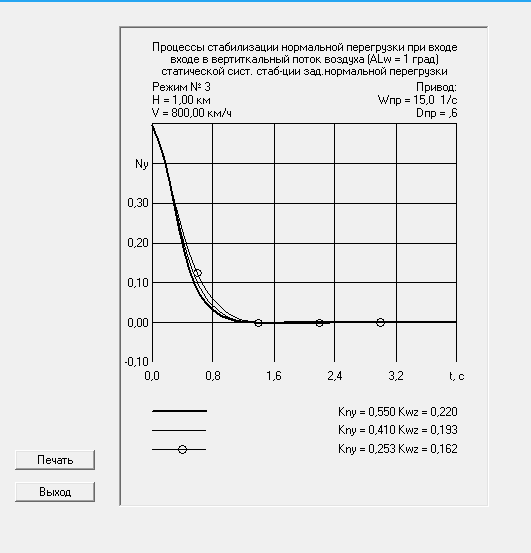 Процессы стабилизации нормальной перегрузки при входе
входе в вертиткальный поток воздуха (ALw = 1 град)
статической сист. стаб-ции зад.нормальной перегрузки
Режим № 3 Привод:
H = 1,00 км Wпр = 15,0 1/с
V = 800,00 км/ч Dпр = ,6
Ny
0,30
0,20
0,10
0,00
-0,10
0,0 0,8 1,6 2,4 3,2 t, c
Kny = 0,550 Kwz = 0,220
Kny = 0,410 Kwz = 0,193
Kny = 0,253 Kwz = 0,162
Печать
Выход